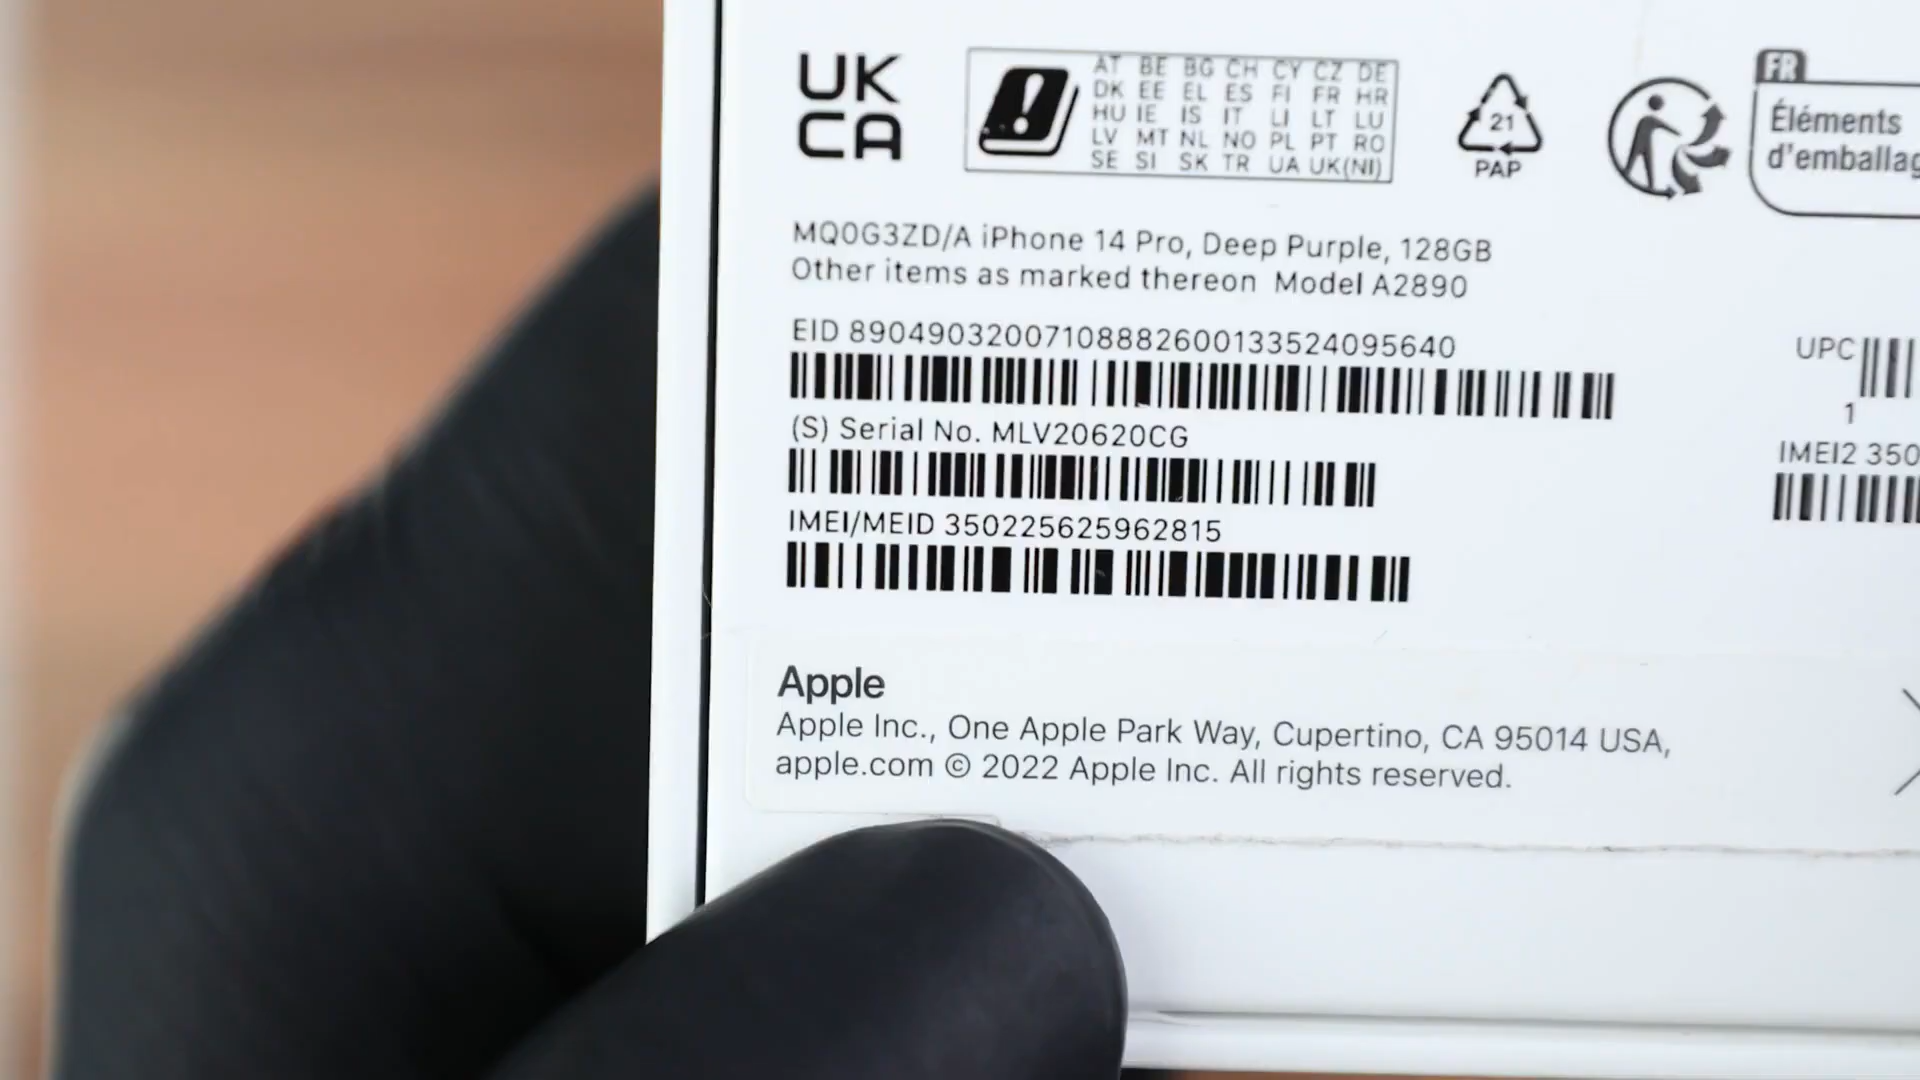 UK
CA
AT BE BG CH CY CZ DE
DK EE EL ES FI FR HR
HU IE IS IT LI LT LU
LV MT NL NO PL PT RO
SE SI SK TR UA UK(NI)
21
PAP
FR
Éléments
d'emballag
MQ0G3ZD/A iPhone 14 Pro, Deep Purple, 128GB
Other items as marked thereon Model A2890
EID 89049032007108882600133524095640
UPC
1
(S) Serial No. MLV20620CG
IMEI2 350
IMEI/MEID 350225625962815
Apple
Apple Inc., One Apple Park Way, Cupertino, CA 95014 USA,
apple.com © 2022 Apple Inc. All rights reserved.